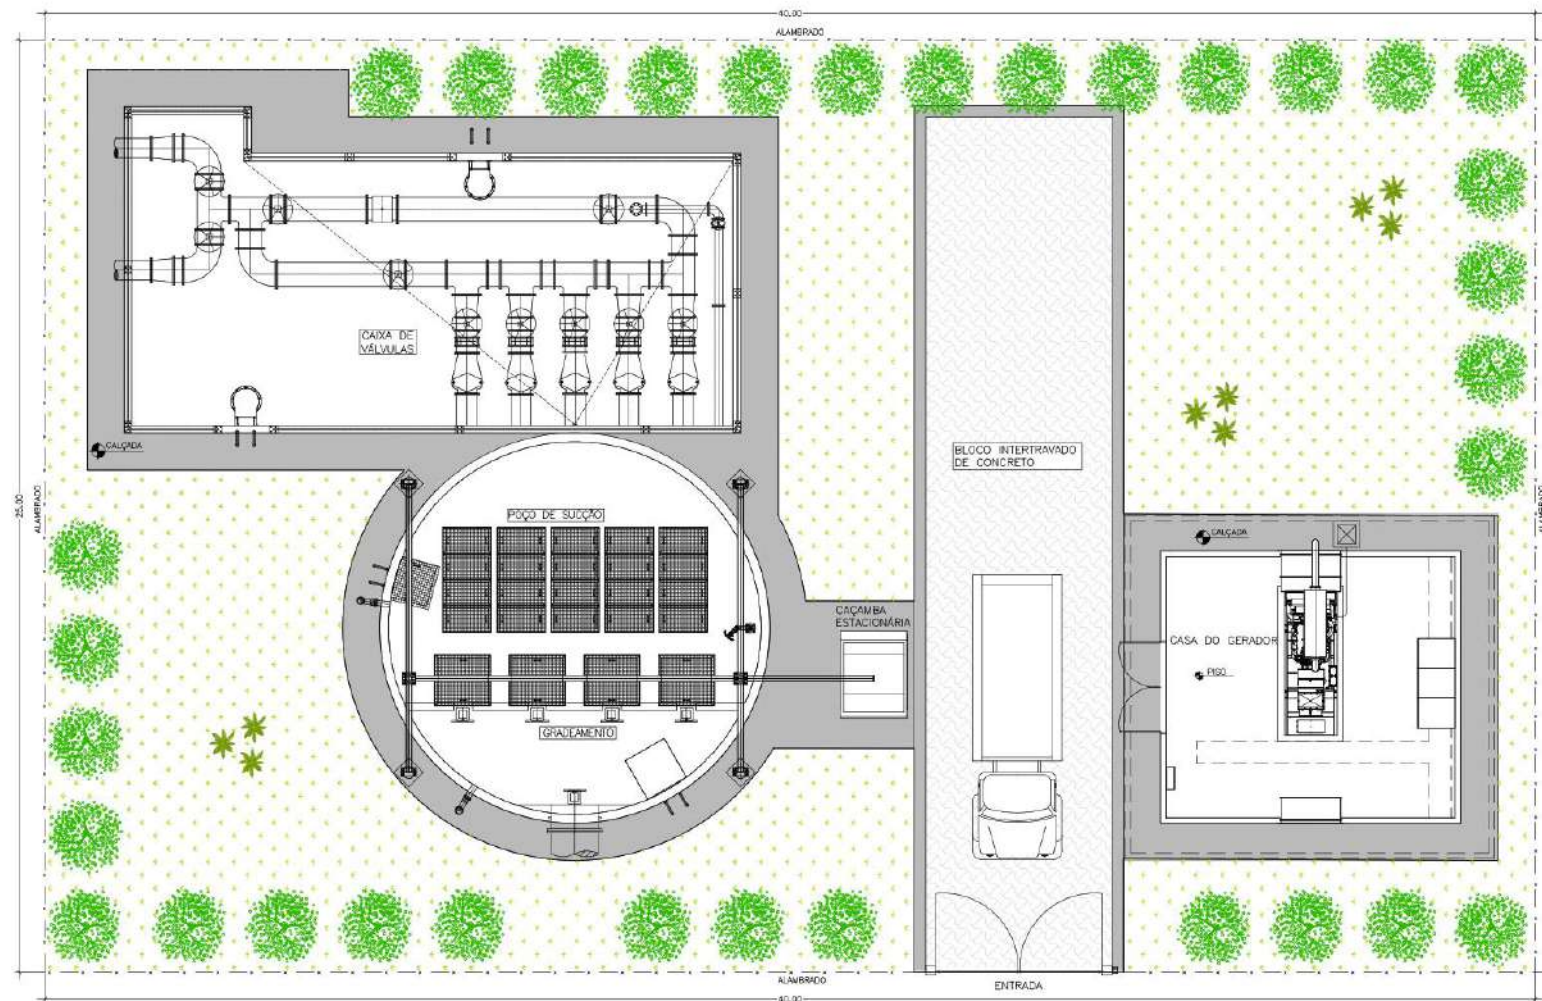 40.00
ALAMBRADO
25.00
ALAMBRADO
CAIXA DE
VÁLVULAS
CALÇADA
POÇO DE SUCÇÃO
GRADEAMENTO
CAÇAMBA
ESTACIONÁRIA
BLOCO INTERTRAVADO
DE CONCRETO
CALÇADA
CASA DO GERADOR
PISO
ALAMBRADO
ALAMBRADO
ENTRADA
40.00